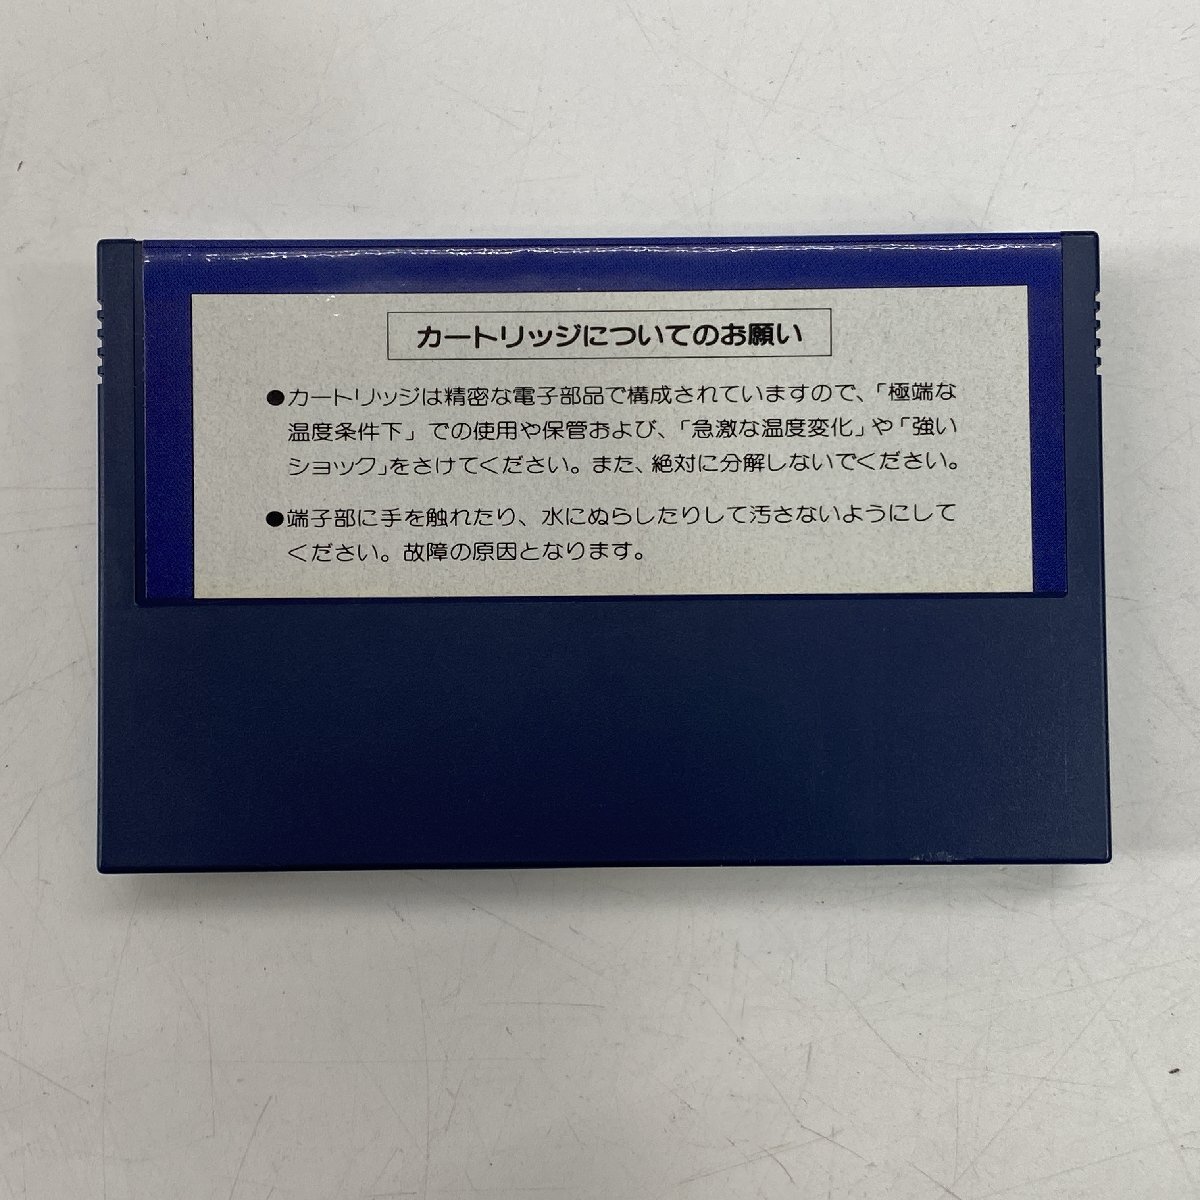 カートリッジについてのお願い
●カートリッジは精密な電子部品で構成されていますので、「極端な
温度条件下」での使用や保管および、「急激な温度変化」や「強い
ショック」をさけてください。また、絶対に分解しないでください。
●端子部に手を触れたり、水にぬらしたりして汚さないようにして
ください。故障の原因となります。